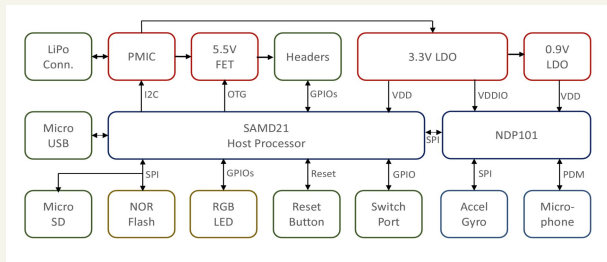 LiPo
Conn.
PMIC
5.5V
FET
Headers
3.3V LDO
0.9V
LDO
I2C
OTG
GPIOs
VDD
VDDIO
VDD
Micro
USB
SAMD21
Host Processor
SPI
NDP101
SPI
GPIOs
Reset
GPIO
SPI
PDM
Micro
SD
NOR
Flash
RGB
LED
Reset
Button
Switch
Port
Accel
Gyro
Micro-
phone